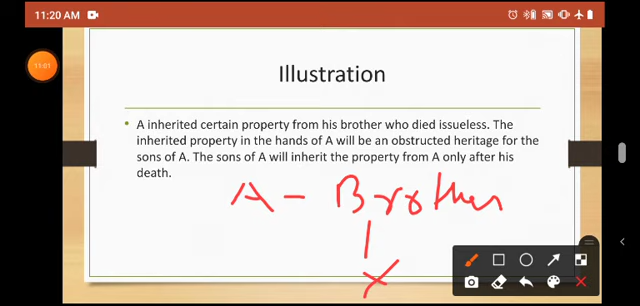 11:20 AM
11:01
Illustration
• A inherited certain property from his brother who died issueless. The
inherited property in the hands of A will be an obstructed heritage for the
sons of A. The sons of A will inherit the property from A only after his
death.
A - Brother
X